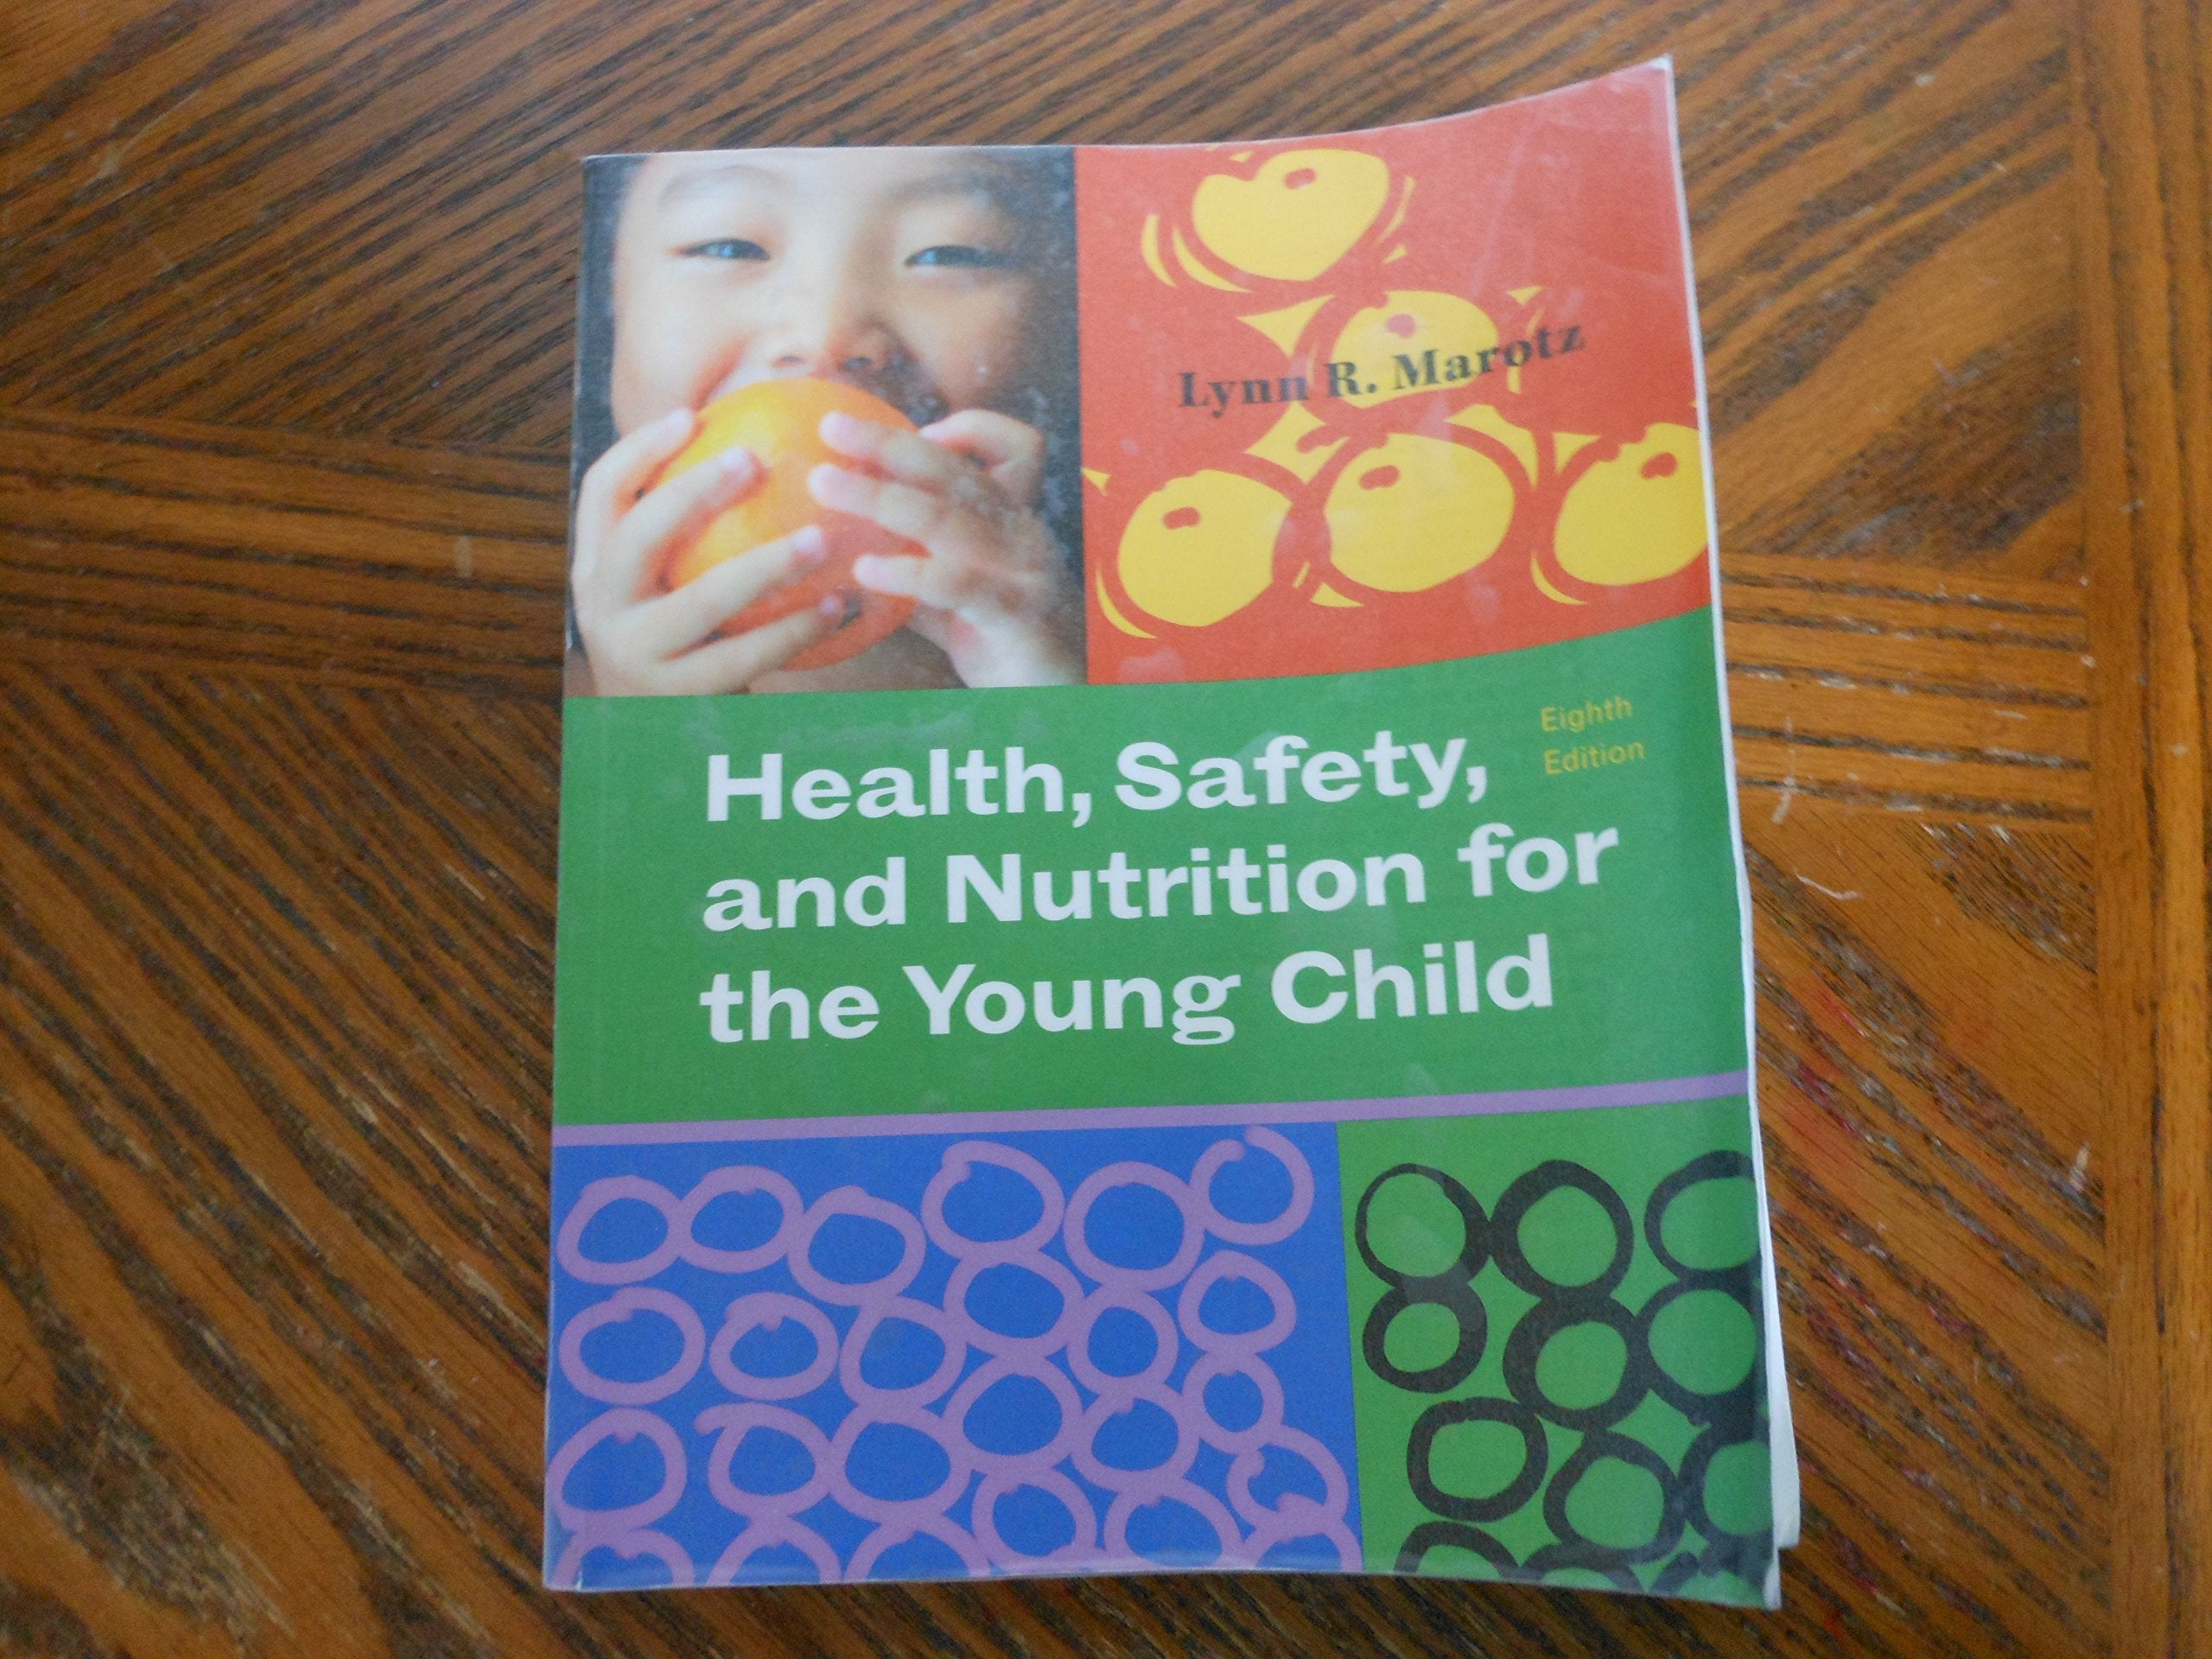 Lynn R. Marotz
Eighth
Edition
Health, Safety,
and Nutrition for
the Young Child